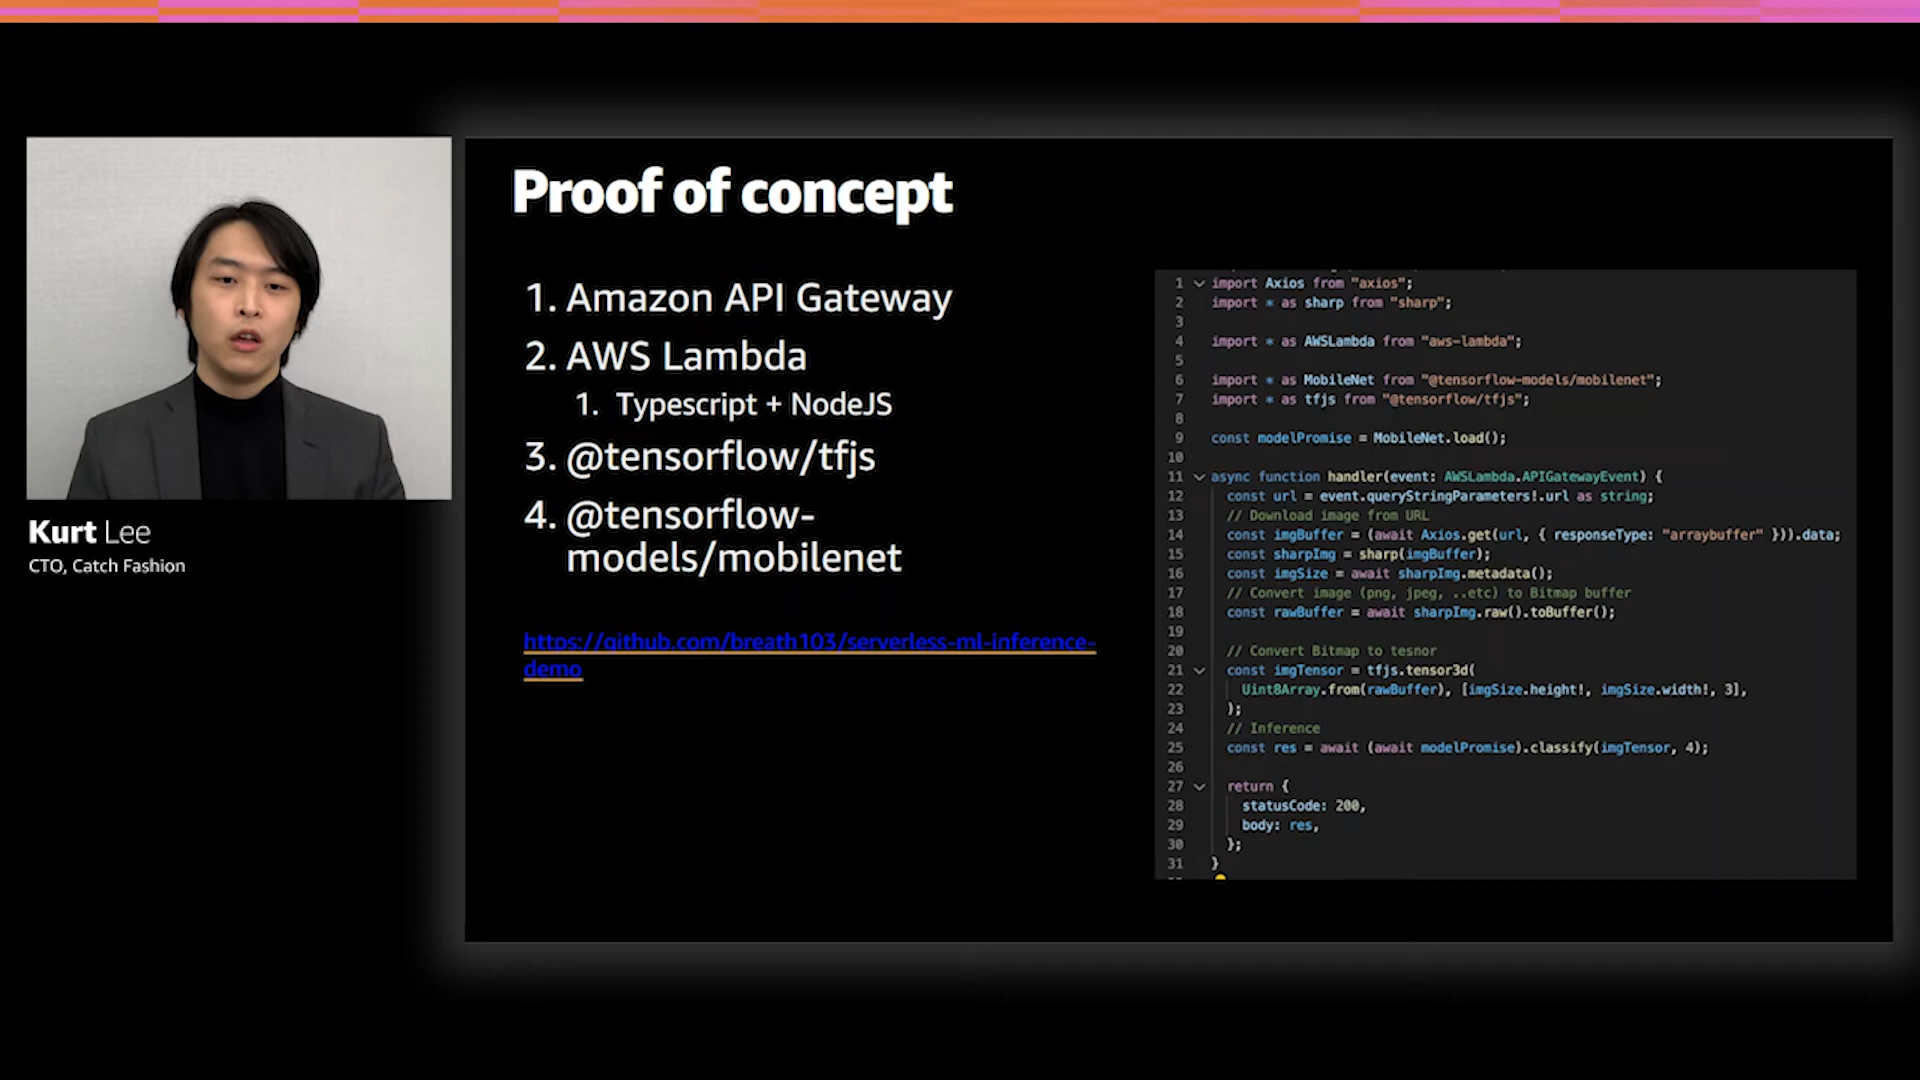 Proof of concept
1. Amazon API Gateway
2. AWS Lambda
1. Typescript + NodeJS
3. @tensorflow/tfjs
4. @tensorflow-
models/mobilenet
https://github.com/breath103/serverless-ml-inference-
demo
Kurt Lee
CTO, Catch Fashion
1 import Axios from "axios";
2 import * as sharp from "sharp";
3
4 import * as AWSLambda from "aws-lambda";
5
6 import * as MobileNet from "@tensorflow-models/mobilenet";
7 import * as tfjs from "@tensorflow/tfjs";
8
9 const modelPromise = MobileNet.load();
10
11 async function handler(event: AWSLambda.APIGatewayEvent) {
12 const url = event.queryStringParameters!.url as string;
13 // Download image from URL
14 const imgBuffer = (await Axios.get(url, { responseType: "arraybuffer" })).data;
15 const sharpImg = sharp(imgBuffer);
16 const imgSize = await sharpImg.metadata();
17 // Convert image (png, jpeg, ..etc) to Bitmap buffer
18 const rawBuffer = await sharpImg.raw().toBuffer();
19
20 // Convert Bitmap to tesnor
21 const imgTensor = tfjs.tensor3d(
22 Uint8Array.from(rawBuffer), [imgSize.height!, imgSize.width!, 3],
23 );
24 // Inference
25 const res = await (await modelPromise).classify(imgTensor, 4);
26
27 return {
28 statusCode: 200,
29 body: res,
30 };
31 }